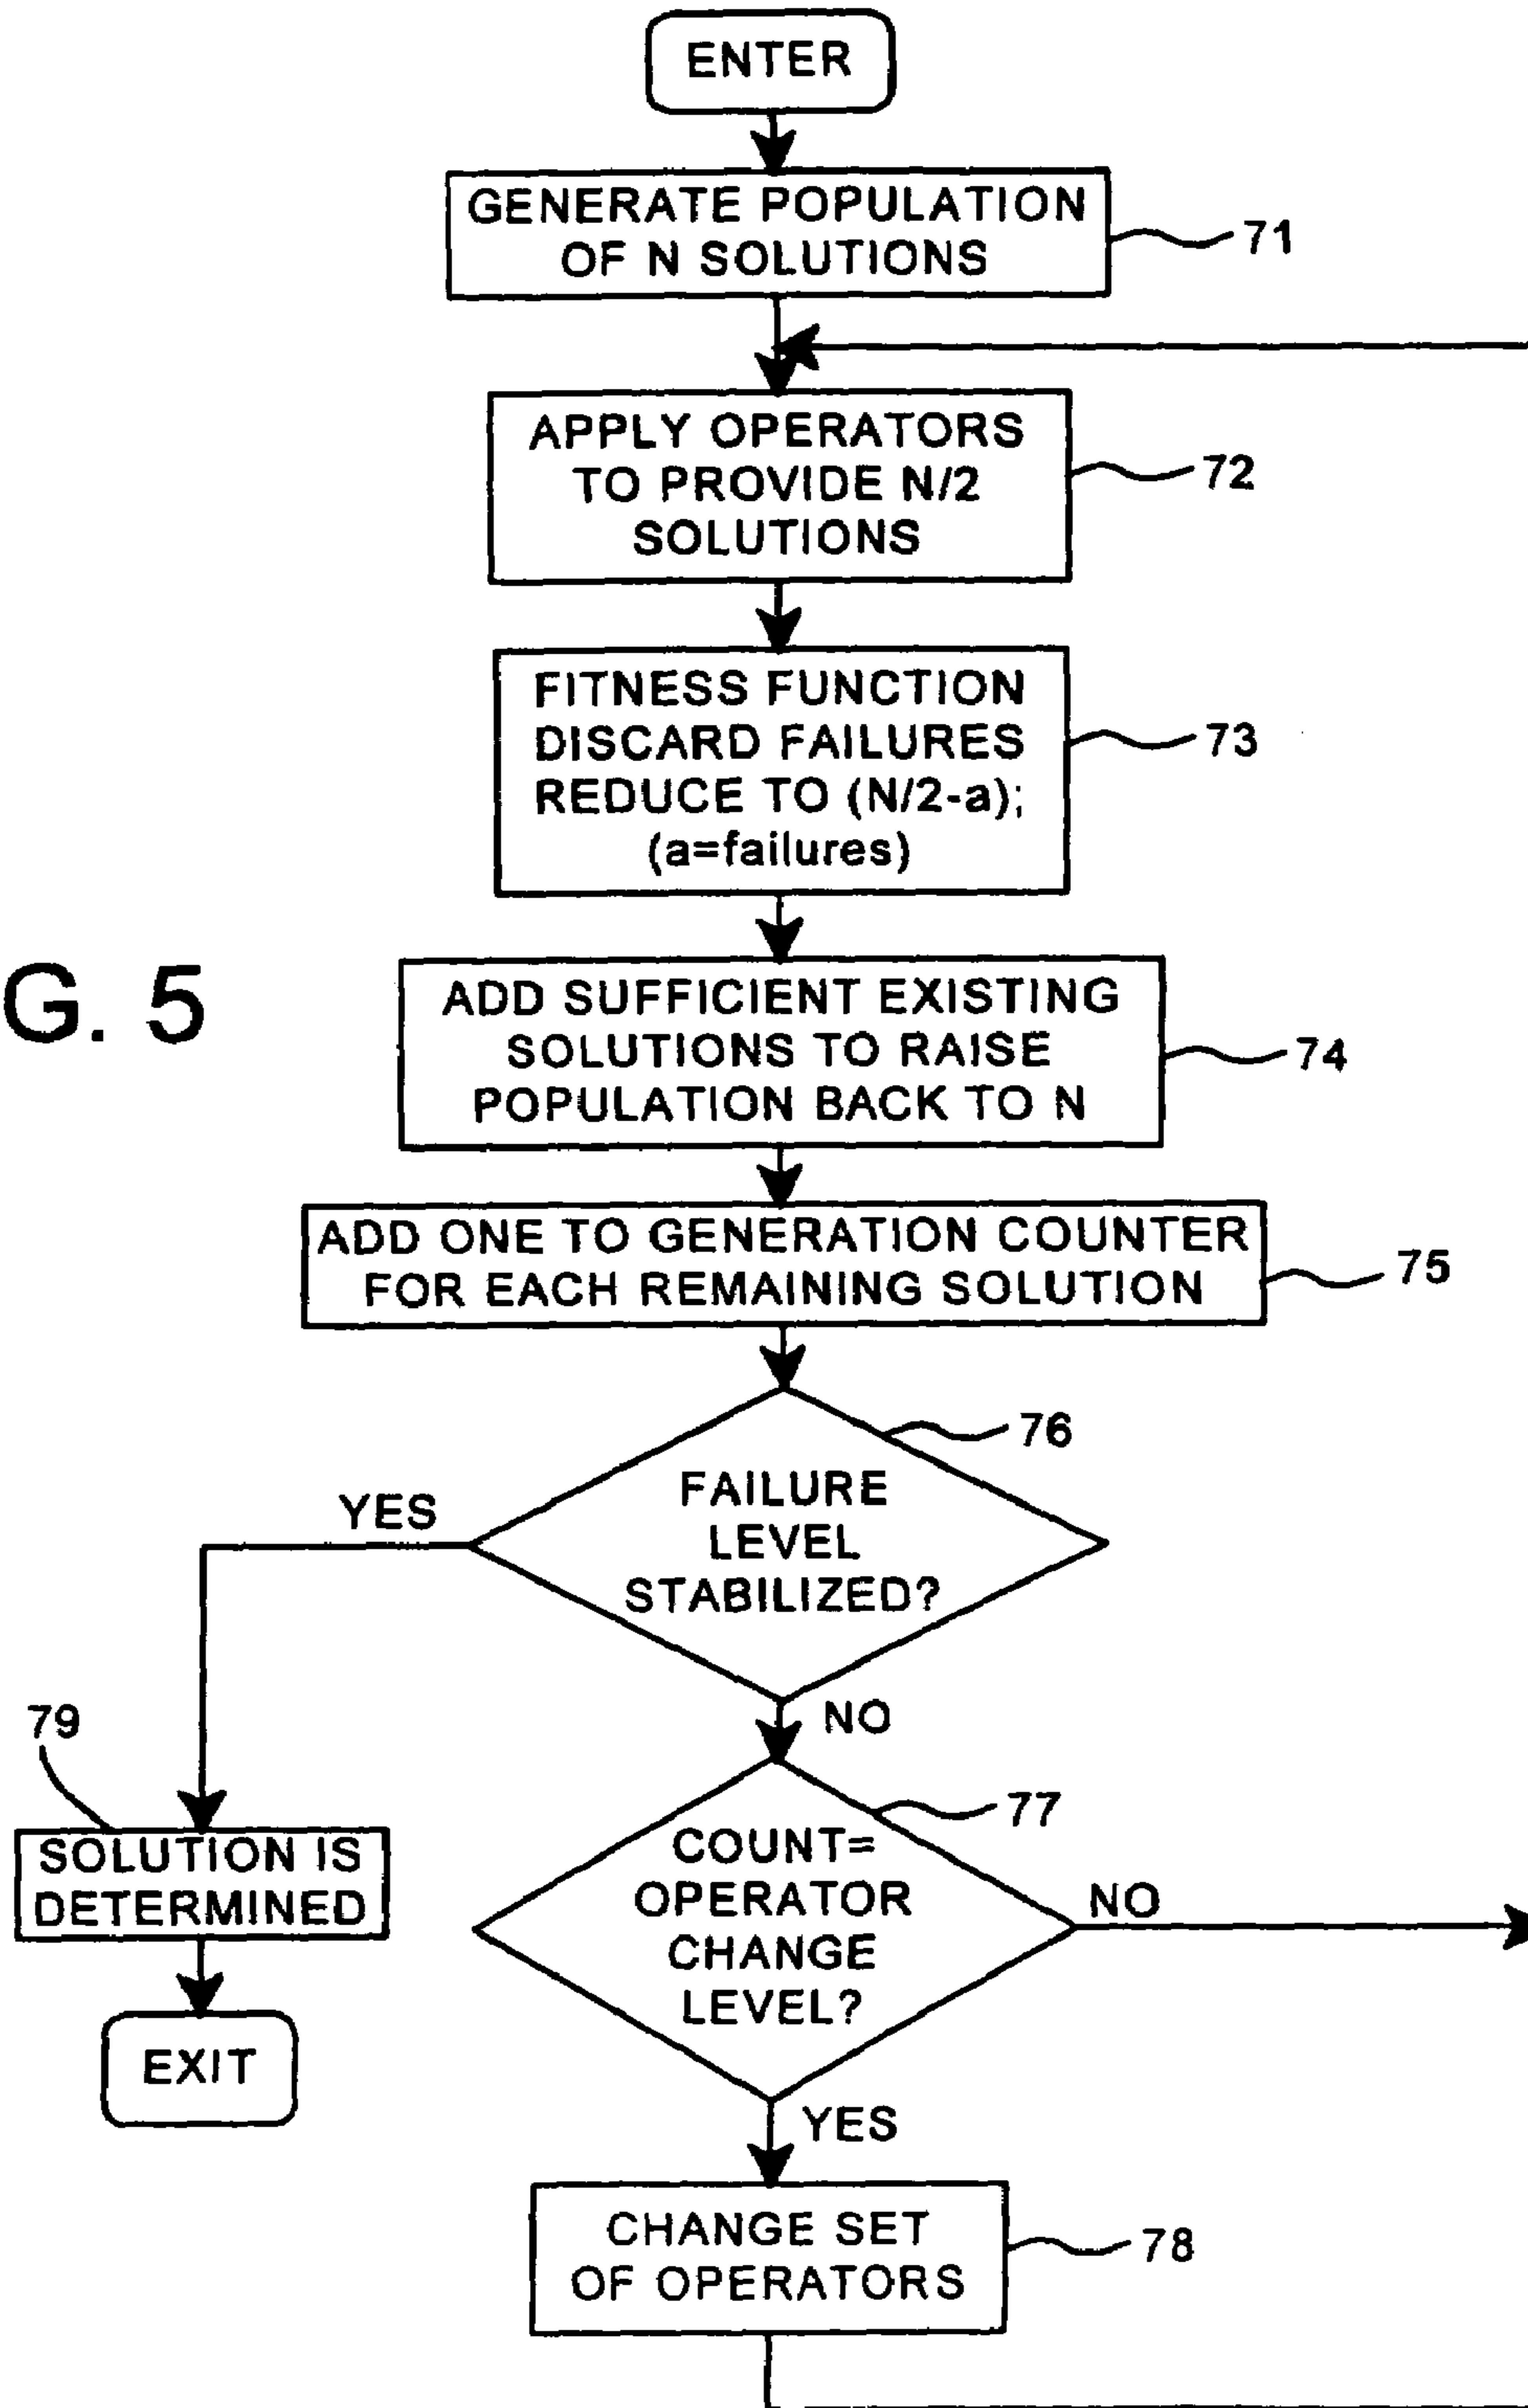 ENTER
GENERATE POPULATION
OF N SOLUTIONS
71
APPLY OPERATORS
TO PROVIDE N/2
SOLUTIONS
72
FITNESS FUNCTION
DISCARD FAILURES
REDUCE TO (N/2-a);
(a=failures)
73
G. 5
ADD SUFFICIENT EXISTING
SOLUTIONS TO RAISE
POPULATION BACK TO N
74
ADD ONE TO GENERATION COUNTER
FOR EACH REMAINING SOLUTION
75
76
FAILURE
LEVEL
STABILIZED?
YES
NO
79
SOLUTION IS
DETERMINED
EXIT
77
COUNT=
OPERATOR
CHANGE
LEVEL?
NO
YES
CHANGE SET
OF OPERATORS
78